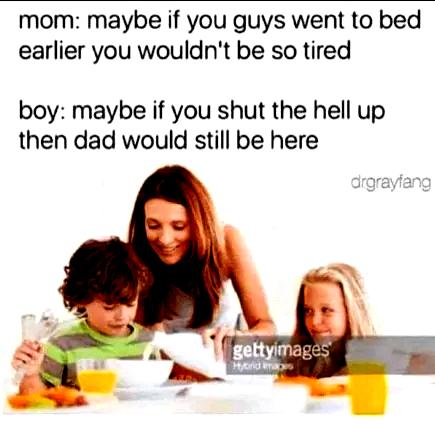 mom: maybe if you guys went to bed
earlier you wouldn't be so tired
boy: maybe if you shut the hell up
then dad would still be here
drgrayfang
gettyimages
Hybrid Images